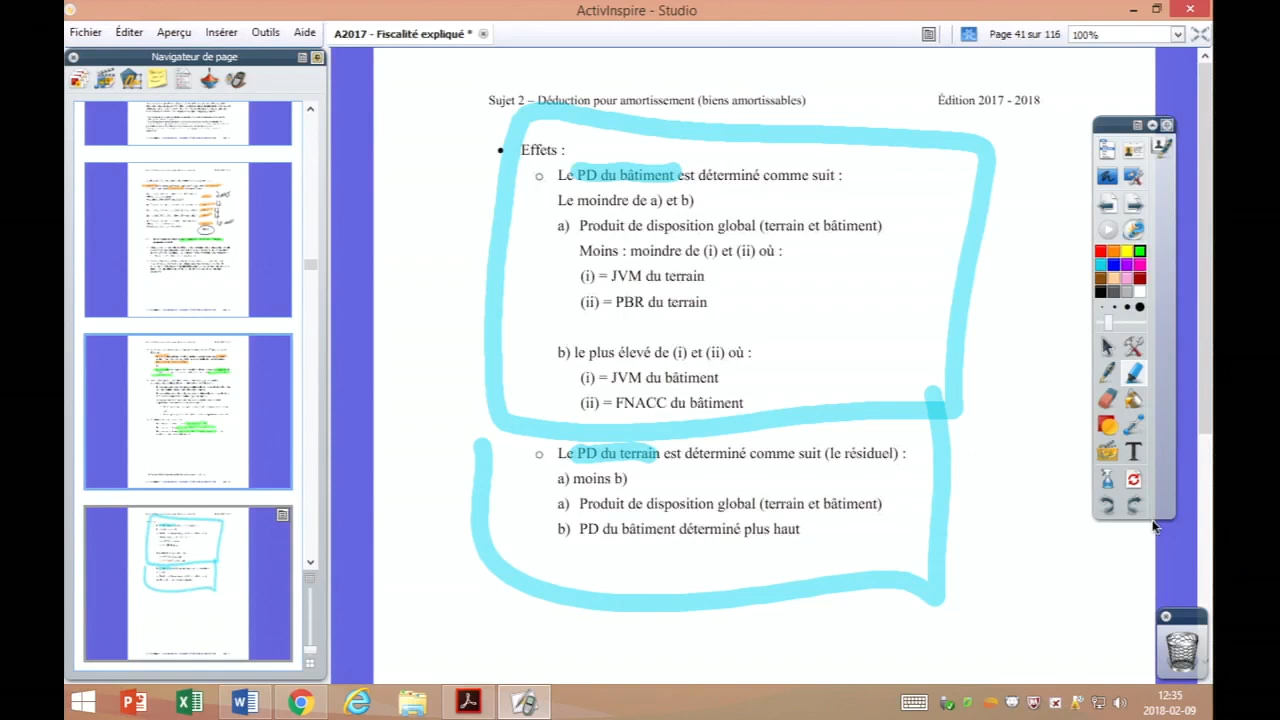 ActivInspire - Studio
Fichier Éditer Aperçu Insérer Outils Aide
A2017 - Fiscalité expliqué *
Page 41 sur 116
100%
Navigateur de page
Sujet 2 – Déduction pour amortissement (biens amortissables) Édition 2017 - 2018
• Effets :
o Le PD du bâtiment est déterminé comme suit :
Le moindre de a) et b)
a) Produit de disposition global (terrain et bâtiment)
Moins : moindre de (i) et (ii) où :
(i) = JVM du terrain
(ii) = PBR du terrain
b) le plus élevé de (i) et (ii) où :
(i) = JVM du bâtiment
(ii) = FNACC du bâtiment
o Le PD du terrain est déterminé comme suit (le résiduel) :
a) moins b)
a) Produit de disposition global (terrain et bâtiment)
b) PD du bâtiment déterminé plus haut
12:35
2018-02-09